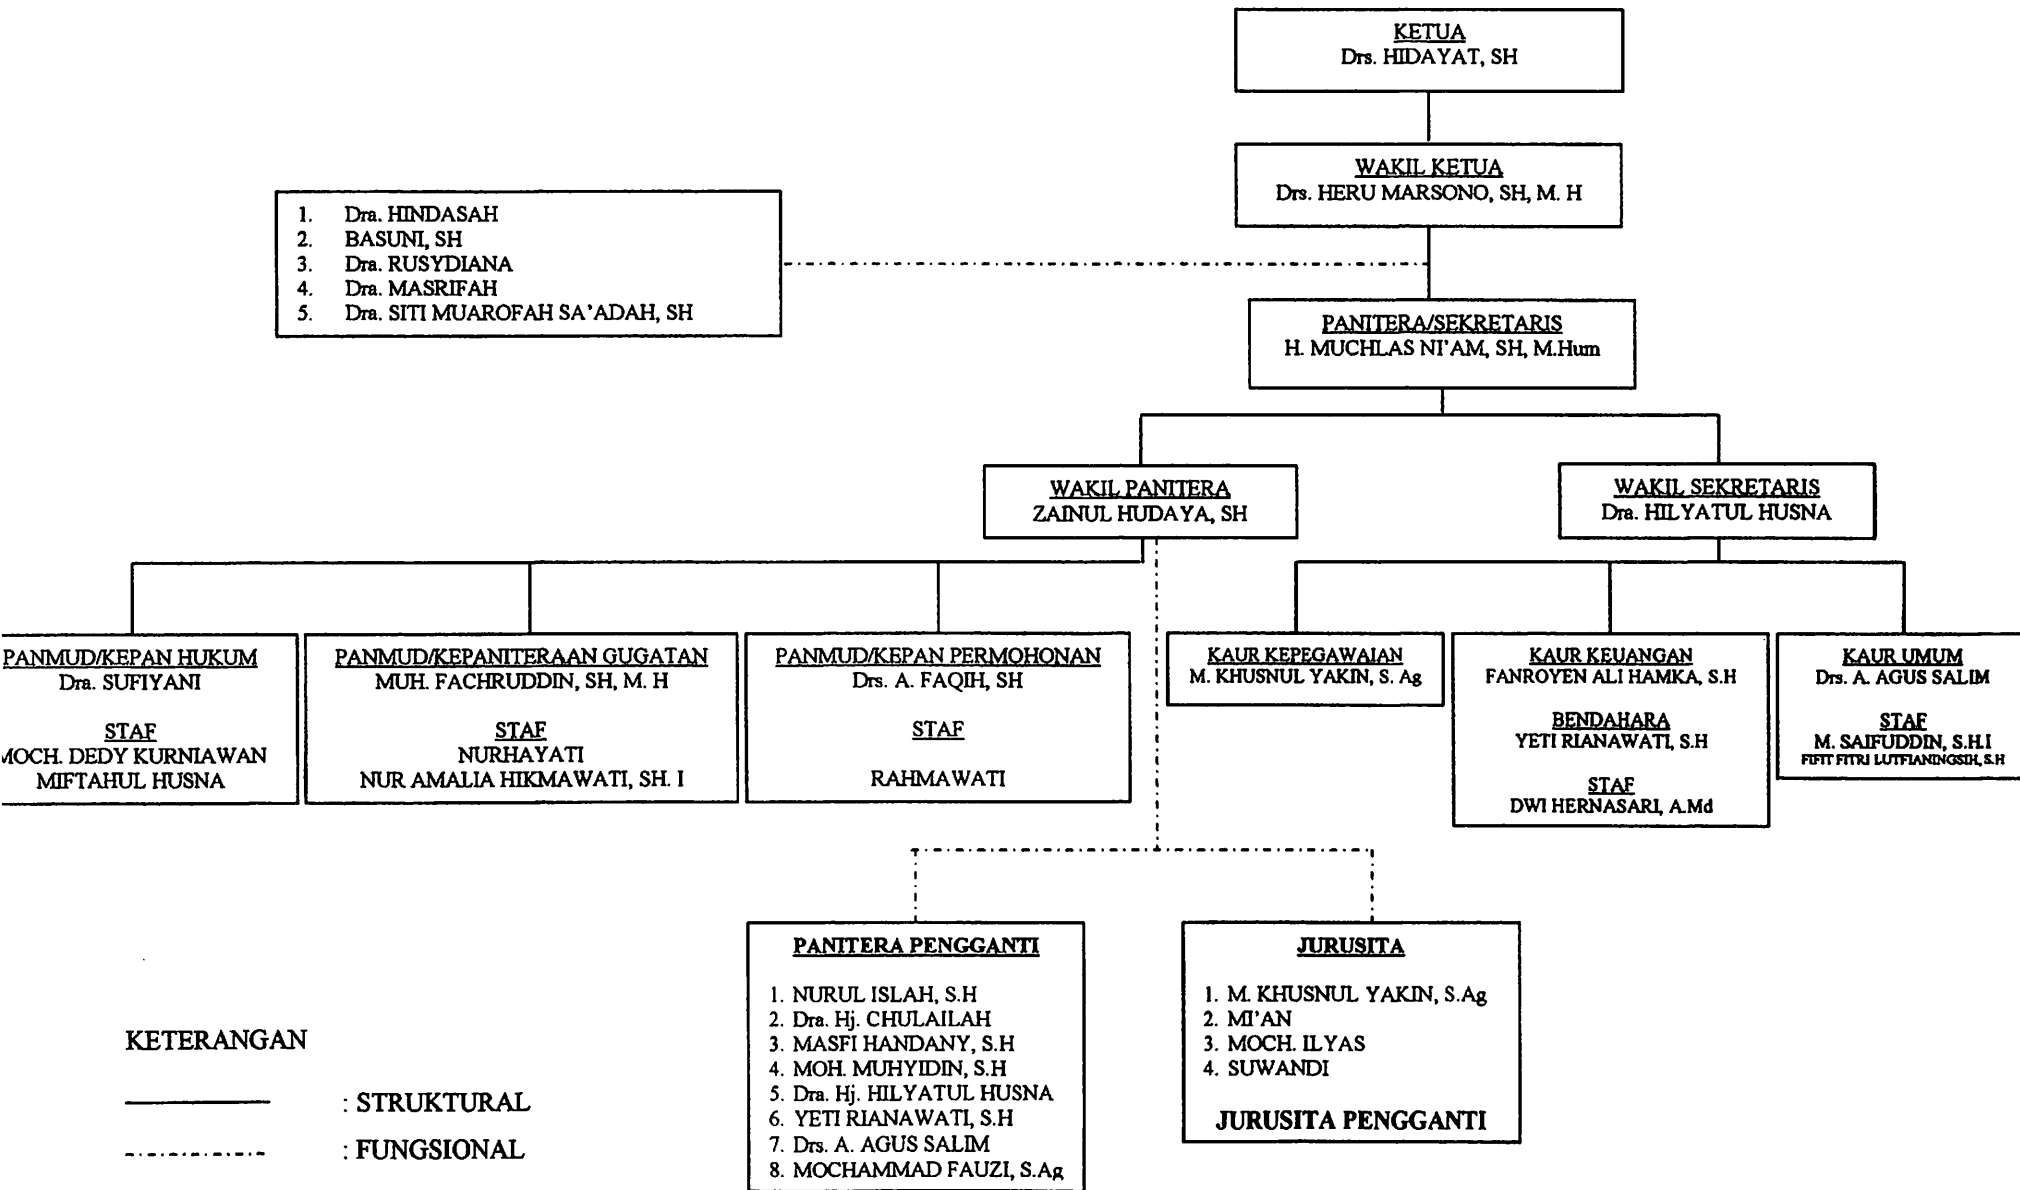 KETUA
Drs. HIDAYAT, SH
WAKIL KETUA
Drs. HERU MARSONO, SH, M. H
1. Dra. HINDASAH
2. BASUNI, SH
3. Dra. RUSYDIANA
4. Dra. MASRIFAH
5. Dra. SITI MUAROFAH SA'ADAH, SH
PANITERA/SEKRETARIS
H. MUCHLAS NI'AM, SH, M.Hum
WAKIL PANITERA
ZAINUL HUDAYA, SH
WAKIL SEKRETARIS
Dra. HILYATUL HUSNA
PANMUD/KEPAN HUKUM
Dra. SUFIYANI
STAF
MOCH. DEDY KURNIAWAN
MIFTAHUL HUSNA
PANMUD/KEPANITERAAN GUGATAN
MUH. FACHRUDDIN, SH, M. H
STAF
NURHAYATI
NUR AMALIA HIKMAWATI, SH. I
PANMUD/KEPAN PERMOHONAN
Drs. A. FAQIH, SH
STAF
RAHMAWATI
KAUR KEPEGAWAIAN
M. KHUSNUL YAKIN, S. Ag
KAUR KEUANGAN
FANROYEN ALI HAMKA, S.H
BENDAHARA
YETI RIANAWATI, S.H
STAF
DWI HERNASARI, A.Md
KAUR UMUM
Drs. A. AGUS SALIM
STAF
M. SAIFUDDIN, S.H.I
FIFIT FITRI LUTFIANINGSIH, S.H
PANITERA PENGGANTI
1. NURUL ISLAH, S.H
2. Dra. Hj. CHULAILAH
3. MASFI HANDANY, S.H
4. MOH. MUHYIDIN, S.H
5. Dra. Hj. HILYATUL HUSNA
6. YETI RIANAWATI, S.H
7. Drs. A. AGUS SALIM
8. MOCHAMMAD FAUZI, S.Ag
JURUSITA
1. M. KHUSNUL YAKIN, S.Ag
2. MI'AN
3. MOCH. ILYAS
4. SUWANDI
JURUSITA PENGGANTI
KETERANGAN
: STRUKTURAL
: FUNGSIONAL